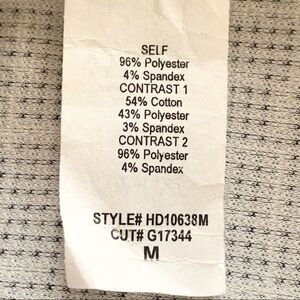 SELF
96% Polyester
4% Spandex
CONTRAST 1
54% Cotton
43% Polyester
3% Spandex
CONTRAST 2
96% Polyester
4% Spandex
STYLE# HD10638M
CUT# G17344
M